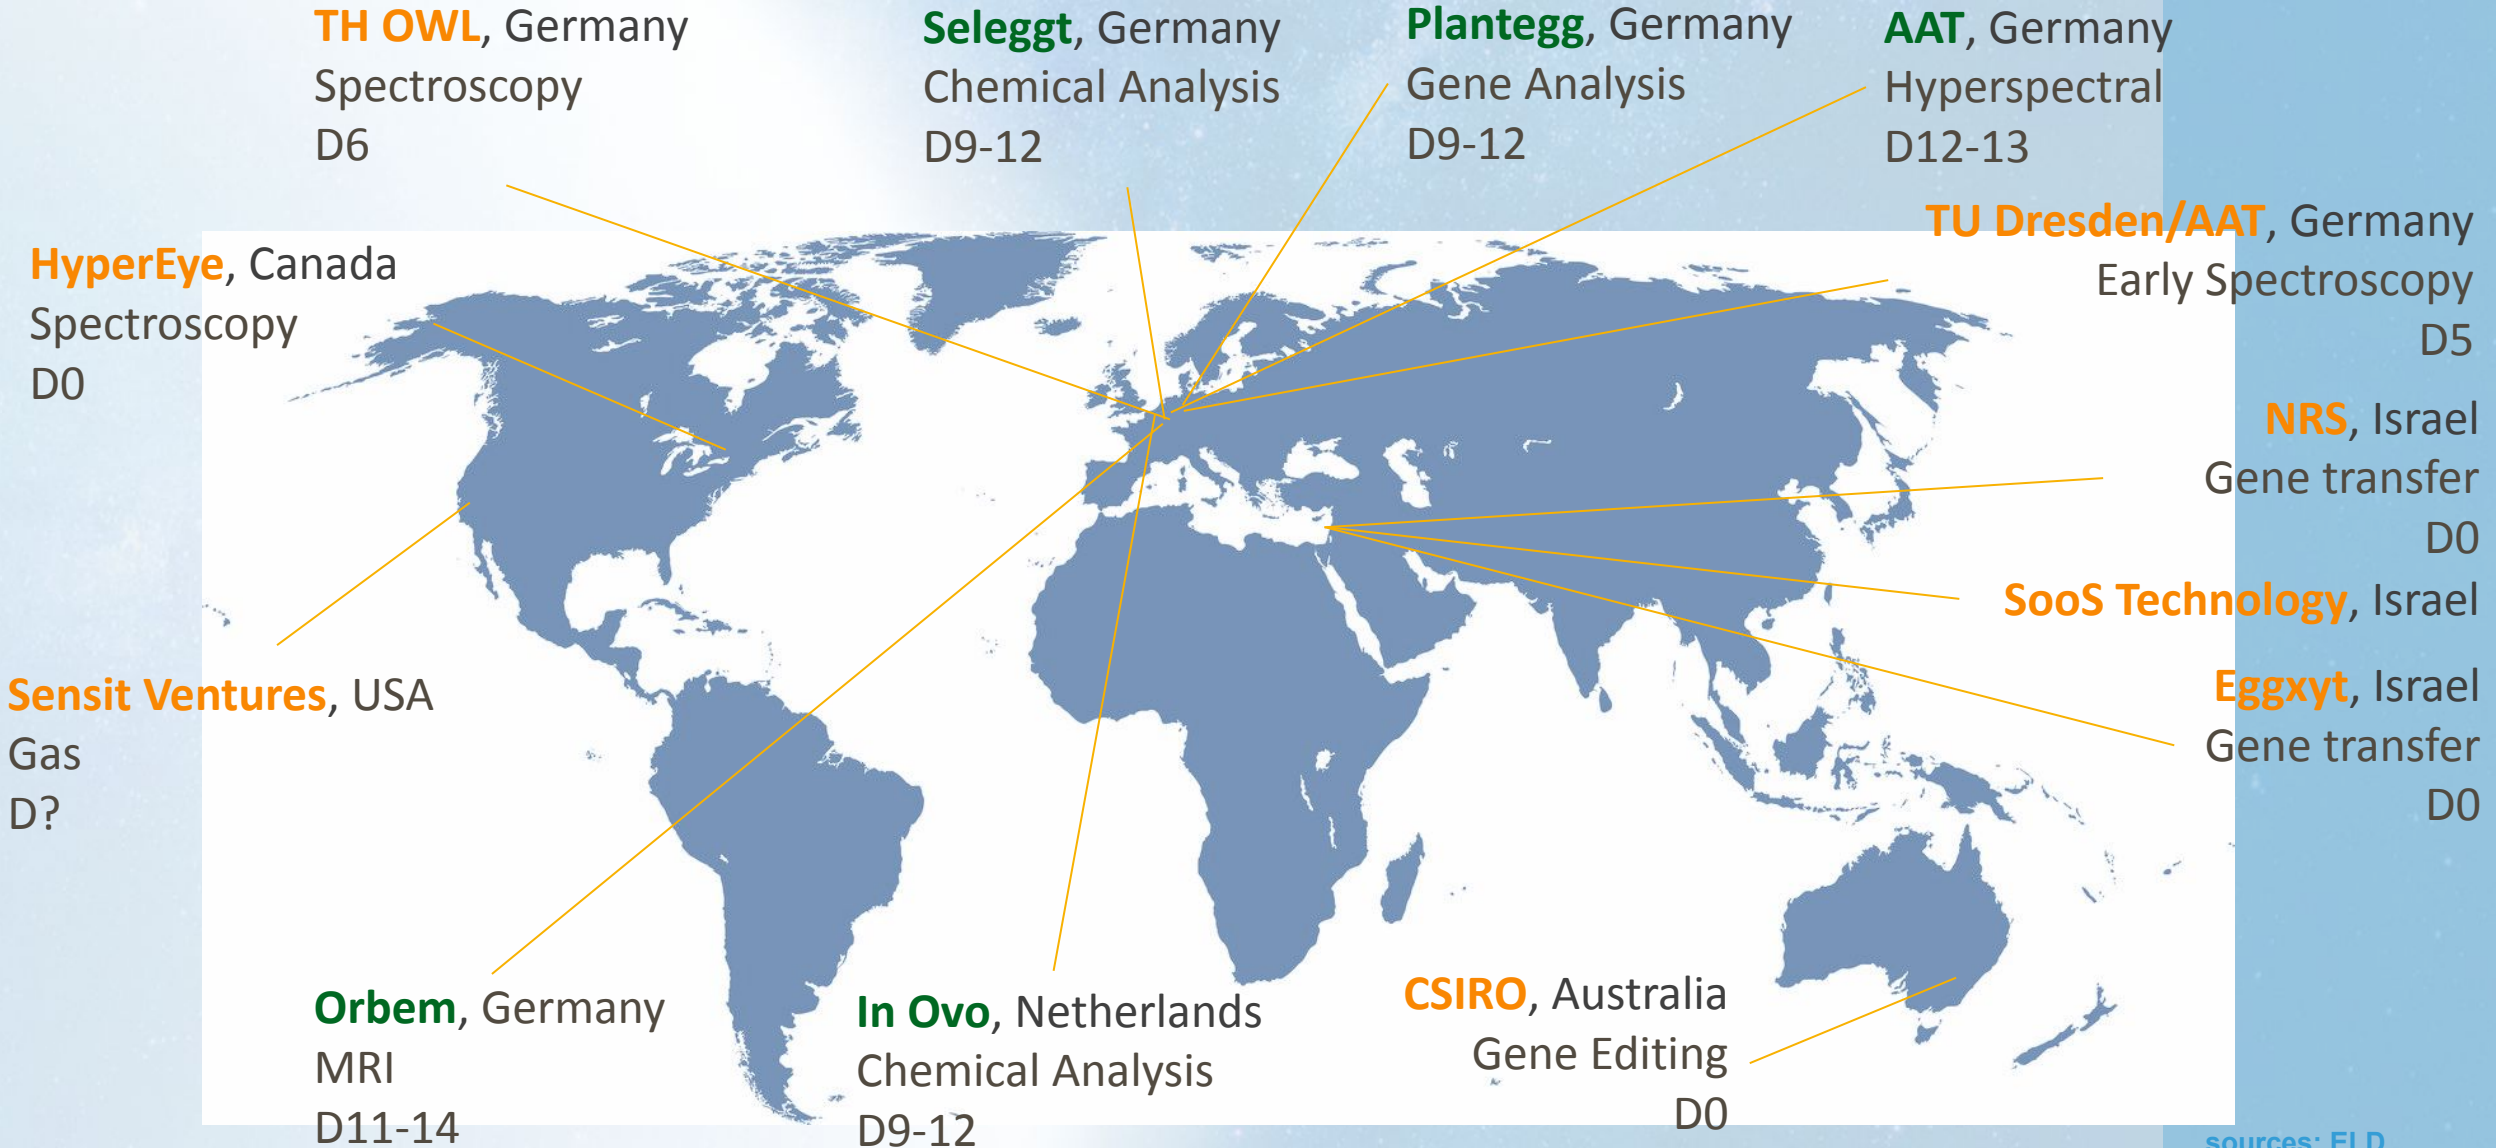 TH OWL, Germany
Spectroscopy
D6
Seleggt, Germany
Chemical Analysis
D9-12
Plantegg, Germany
Gene Analysis
D9-12
AAT, Germany
Hyperspectral
D12-13
TU Dresden/AAT, Germany
Early Spectroscopy
D5
HyperEye, Canada
Spectroscopy
D0
NRS, Israel
Gene transfer
D0
SooS Technology, Israel
Sensit Ventures, USA
Gas
D?
Eggxyt, Israel
Gene transfer
D0
Orbem, Germany
MRI
D11-14
In Ovo, Netherlands
Chemical Analysis
D9-12
CSIRO, Australia
Gene Editing
D0
sources: FLD